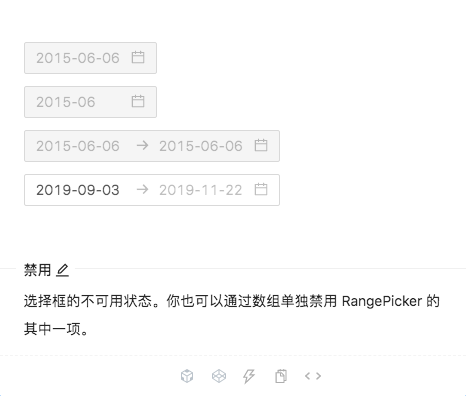 2015-06-06
2015-06
2015-06-06 → 2015-06-06
2019-09-03 → 2019-11-22
禁用
选择框的不可用状态。你也可以通过数组单独禁用 RangePicker 的
其中一项。